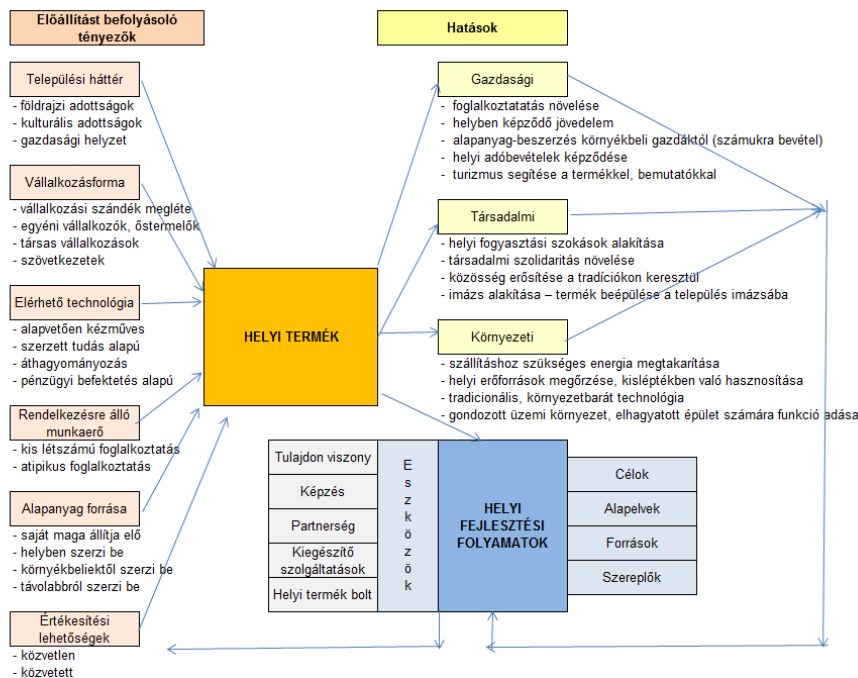 Előállítást befolyásoló
tényezők
Települési háttér
- földrajzi adottságok
- kulturális adottságok
- gazdasági helyzet
Vállalkozásforma
- vállalkozási szándék megléte
- egyéni vállalkozók, őstermelők
- társas vállalkozások
- szövetkezetek
Elérhető technológia
- alapvetően kézműves
- szerzett tudás alapú
- áthagyományozás
- pénzügyi befektetés alapú
Rendelkezésre álló
munkaerő
- kis létszámú foglalkoztatás
- atipikus foglalkoztatás
Alapanyag forrása
- saját maga állítja elő
- helyben szerzi be
- környékbeliektől szerzi be
- távolabbról szerzi be
Értékesítési
lehetőségek
- közvetlen
- közvetett
HELYI TERMÉK
Hatások
Gazdasági
- foglalkoztatatás növelése
- helyben képződő jövedelem
- alapanyag-beszerzés környékbeli gazdáktól (számukra bevétel)
- helyi adóbevételek képződése
- turizmus segítése a termékkel, bemutatókkal
Társadalmi
- helyi fogyasztási szokások alakítása
- társadalmi szolidaritás növelése
- közösség erősítése a tradíciókon keresztül
- imázs alakítása – termék beépülése a település imázsába
Környezeti
- szállításhoz szükséges energia megtakarítása
- helyi erőforrások megőrzése, kisléptékben való hasznosítása
- tradicionális, környezetbarát technológia
- gondozott üzemi környezet, elhagyatott épület számára funkció adása
Tulajdon viszony
Képzés
Partnerség
Kiegészítő
szolgáltatások
Helyi termék bolt
E
s
z
k
ö
z
ö
k
HELYI
FEJLESZTÉSI
FOLYAMATOK
Célok
Alapelvek
Források
Szereplők